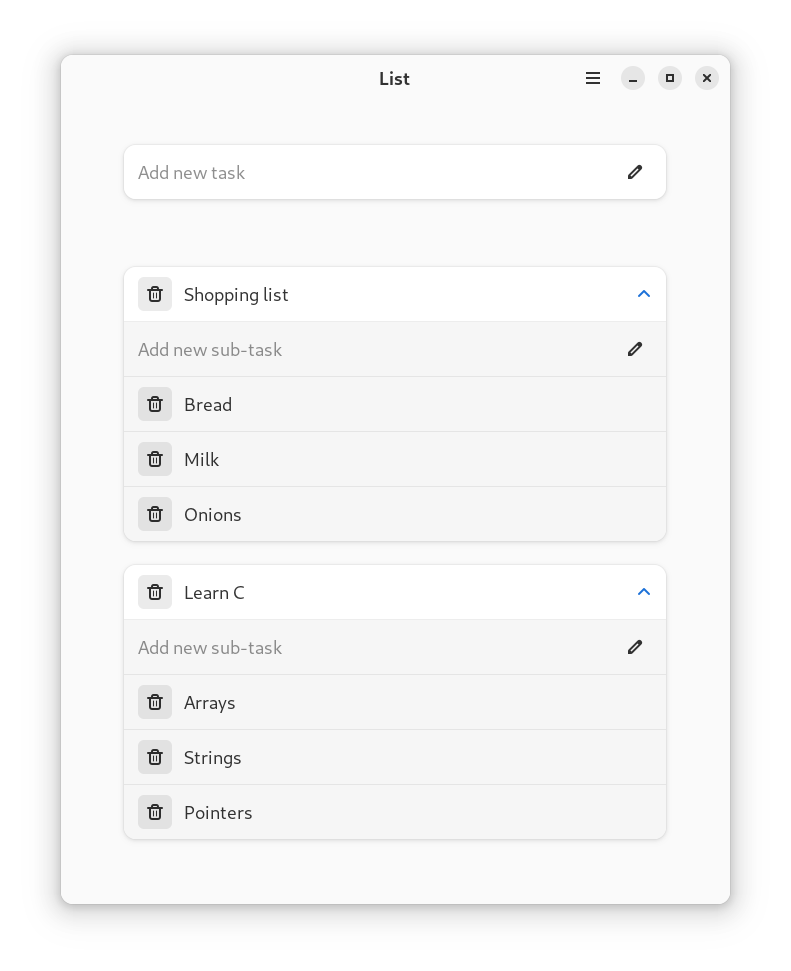 List
Add new task
Shopping list
Add new sub-task
Bread
Milk
Onions
Learn C
Add new sub-task
Arrays
Strings
Pointers